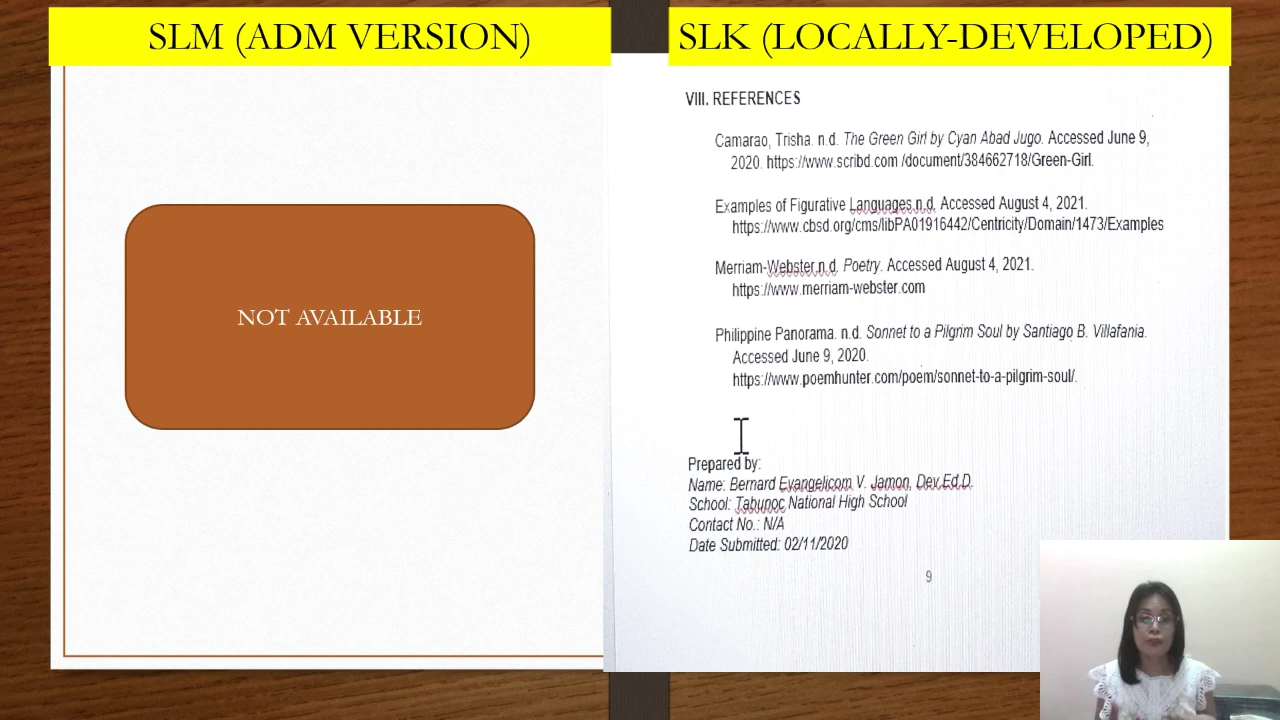 SLM (ADM VERSION)
NOT AVAILABLE
SLK (LOCALLY-DEVELOPED)
VIII. REFERENCES
Camarao, Trisha. n.d. The Green Girl by Cyan Abad Jugo. Accessed June 9,
2020. https://www.scribd.com /document/384662718/Green-Girl.
Examples of Figurative Languages.n.d. Accessed August 4, 2021.
https://www.cbsd.org/cms/libPA01916442/Centricity/Domain/1473/Examples
Merriam-Webster.n.d. Poetry. Accessed August 4, 2021.
https://www.merriam-webster.com
Philippine Panorama. n.d. Sonnet to a Pilgrim Soul by Santiago B. Villafania.
Accessed June 9, 2020.
https://www.poemhunter.com/poem/sonnet-to-a-pilgrim-soul/.
Prepared by:
Name: Bernard Evangelicom V. Jamon, Dev.Ed.D.
School: Tabunoc National High School
Contact No.: N/A
Date Submitted: 02/11/2020
9